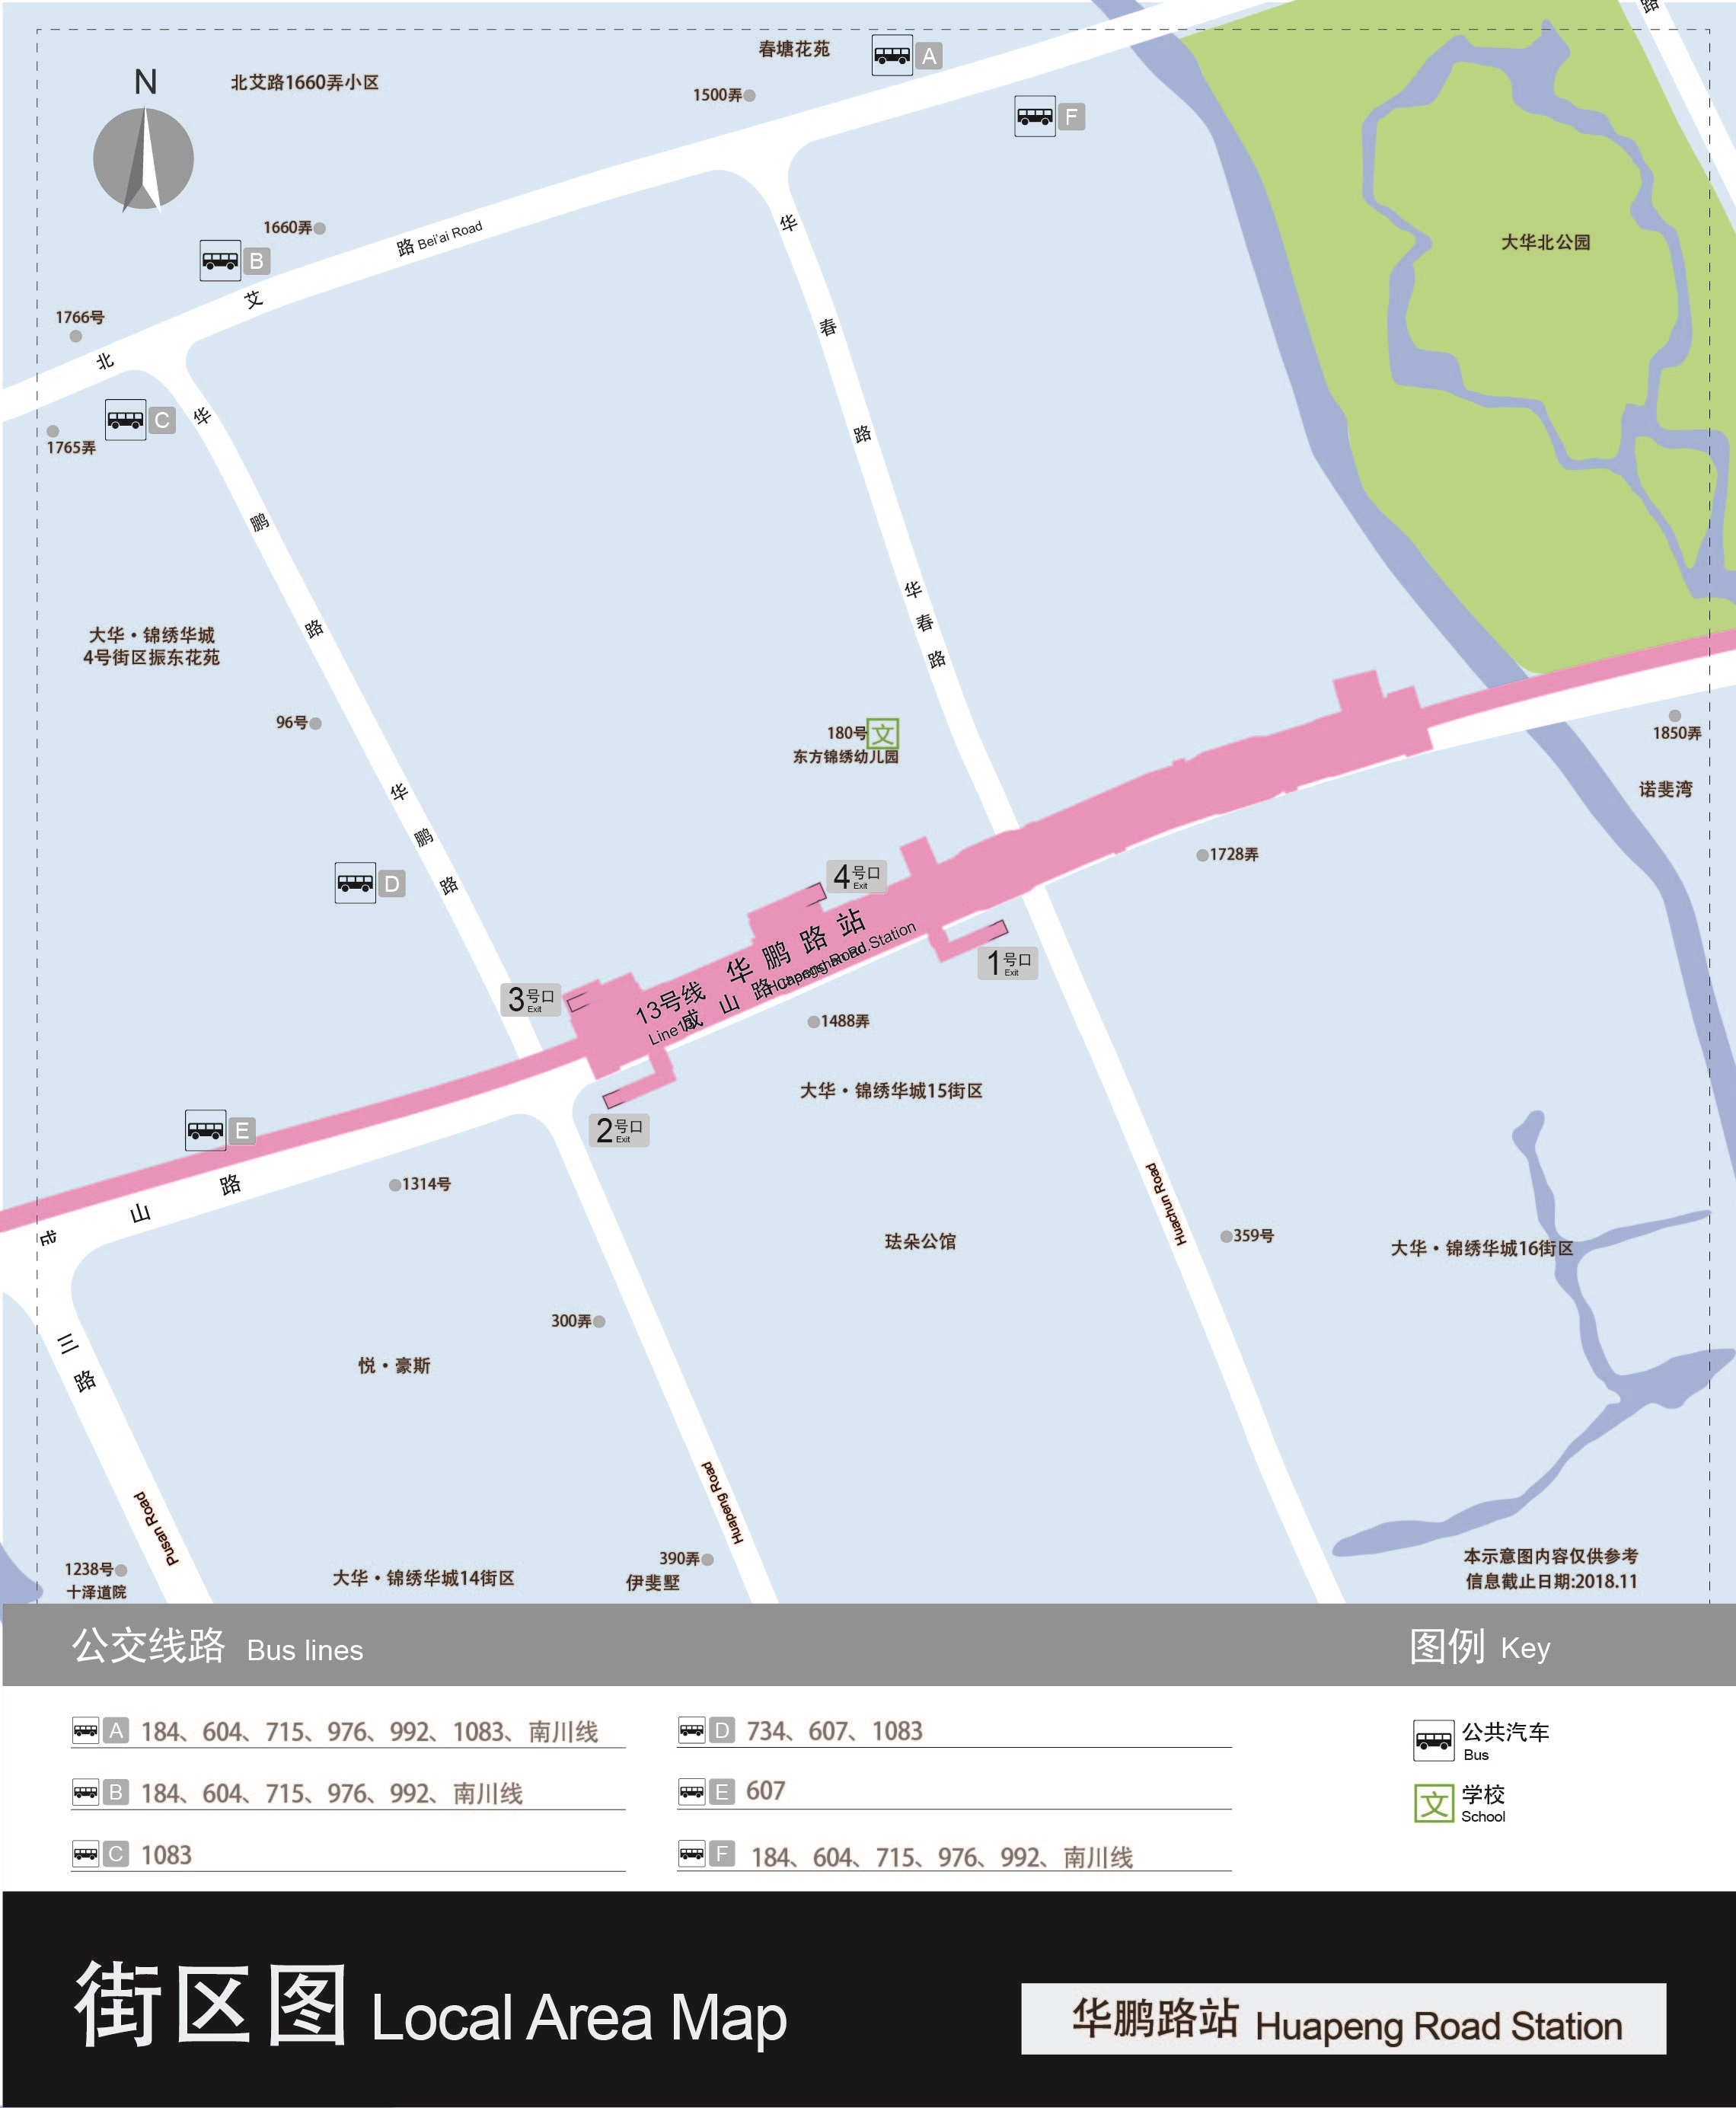 路
春塘花苑
A
N
北艾路1660弄小区
1500弄
F
1660弄
路 Bei'ai Road
华
大华北公园
B
艾
1766号
春
北
C
华
路
1765弄
鹏
华
春
路
大华·锦绣华城
4号街区振东花苑
路
96号
180号 文
东方锦绣幼儿园
1850弄
诺斐湾
华
鹏
路
1728弄
D
4号口
Exit
华鹏路站
Huapeng Road Station
1号口
Exit
3号口
Exit
13号线
Line 13
成山路
Chengshan Rd.
1488弄
大华·锦绣华城15街区
E
2号口
Exit
1314号
成山路
Huachun Road
359号
珐朵公馆
大华·锦绣华城16街区
300弄
三路
悦·豪斯
Pusan Road
Huapeng Road
1238号
十泽道院
大华·锦绣华城14街区
390弄
伊斐墅
本示意图内容仅供参考
信息截止日期:2018.11
公交线路 Bus lines
图例 Key
A 184、604、715、976、992、1083、南川线
B 184、604、715、976、992、南川线
C 1083
D 734、607、1083
E 607
F 184、604、715、976、992、南川线
公共汽车
Bus
文 学校
School
街区图 Local Area Map
华鹏路站 Huapeng Road Station